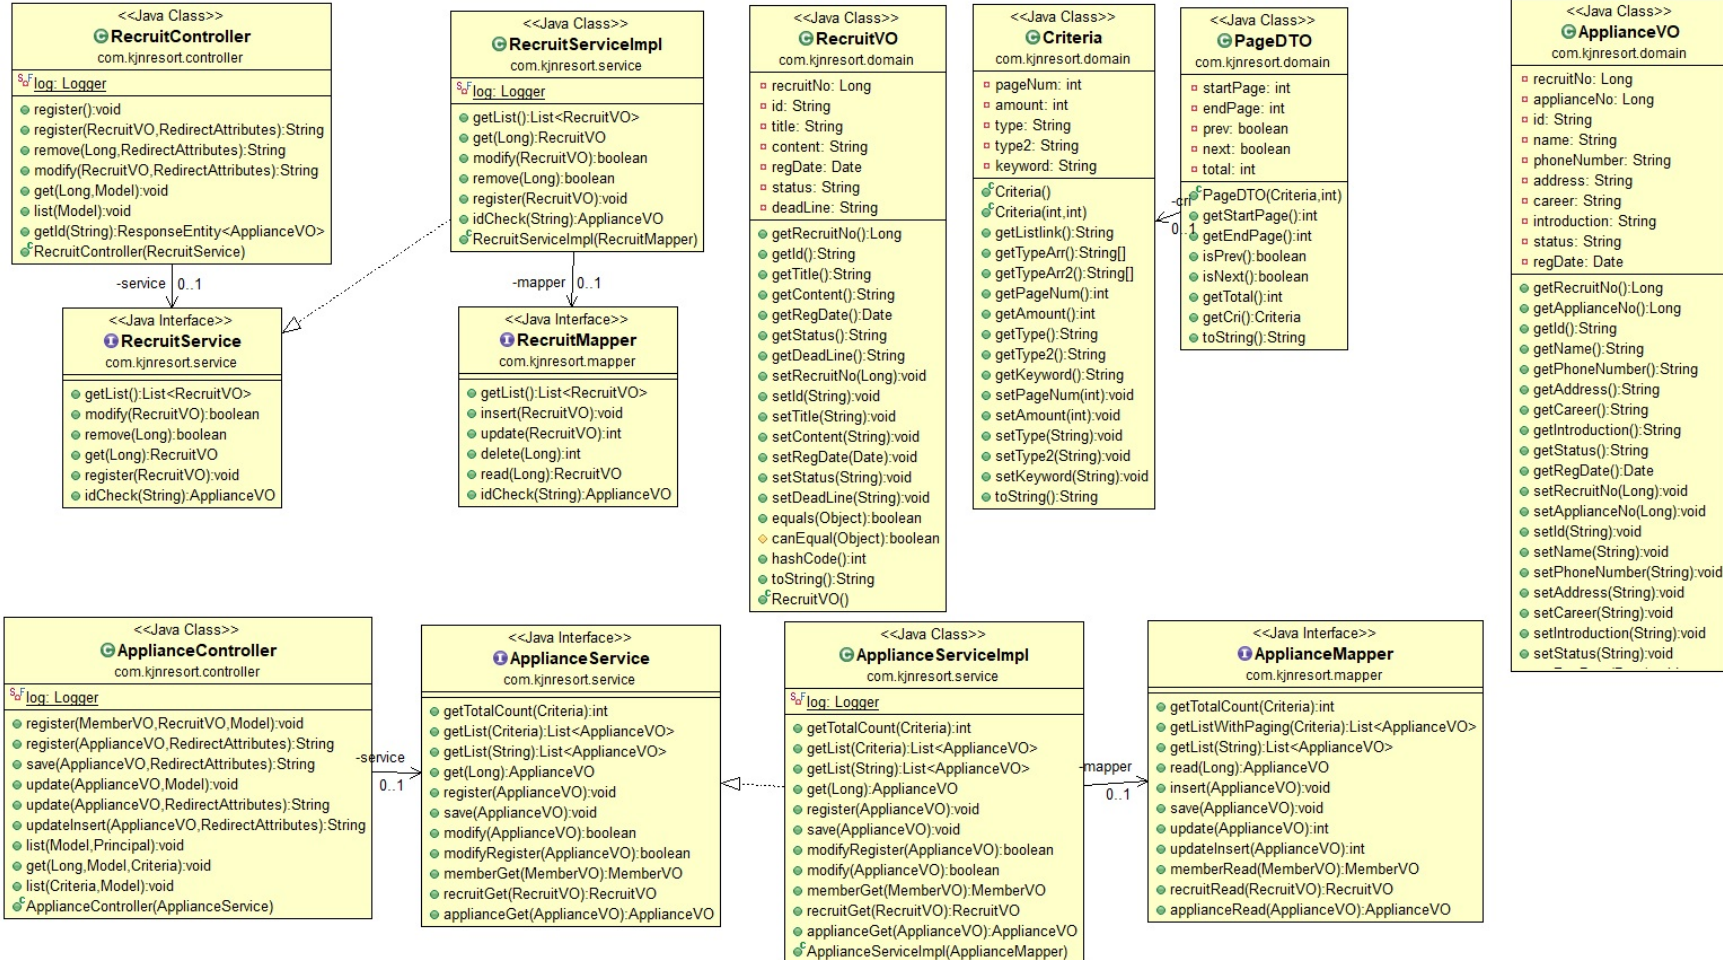 <<Java Class>>
RecruitController
com.kjnresort.controller
log: Logger
register():void
register(RecruitVO,RedirectAttributes):String
remove(Long,RedirectAttributes):String
modify(RecruitVO,RedirectAttributes):String
get(Long,Model):void
list(Model):void
getId(String):ResponseEntity<ApplianceVO>
RecruitController(RecruitService)
-service
0..1
<<Java Interface>>
RecruitService
com.kjnresort.service
getList():List<RecruitVO>
modify(RecruitVO):boolean
remove(Long):boolean
get(Long):RecruitVO
register(RecruitVO):void
idCheck(String):ApplianceVO
<<Java Class>>
RecruitServiceImpl
com.kjnresort.service
log: Logger
getList():List<RecruitVO>
get(Long):RecruitVO
modify(RecruitVO):boolean
remove(Long):boolean
register(RecruitVO):void
idCheck(String):ApplianceVO
RecruitServiceImpl(RecruitMapper)
-mapper
0..1
<<Java Interface>>
RecruitMapper
com.kjnresort.mapper
getList():List<RecruitVO>
insert(RecruitVO):void
update(RecruitVO):int
delete(Long):int
read(Long):RecruitVO
idCheck(String):ApplianceVO
<<Java Class>>
RecruitVO
com.kjnresort.domain
recruitNo: Long
id: String
title: String
content: String
regDate: Date
status: String
deadLine: String
getRecruitNo():Long
getId():String
getTitle():String
getContent():String
getRegDate():Date
getStatus():String
getDeadLine():String
setRecruitNo(Long):void
setId(String):void
setTitle(String):void
setContent(String):void
setRegDate(Date):void
setStatus(String):void
setDeadLine(String):void
equals(Object):boolean
canEqual(Object):boolean
hashCode():int
toString():String
RecruitVO()
<<Java Class>>
Criteria
com.kjnresort.domain
pageNum: int
amount: int
type: String
type2: String
keyword: String
Criteria()
Criteria(int,int)
getListlink():String
getTypeArr():String[]
getTypeArr2():String[]
getPageNum():int
getAmount():int
getType():String
getType2():String
getKeyword():String
setPageNum(int):void
setAmount(int):void
setType(String):void
setType2(String):void
setKeyword(String):void
toString():String
-cri
0..1
<<Java Class>>
PageDTO
com.kjnresort.domain
startPage: int
endPage: int
prev: boolean
next: boolean
total: int
PageDTO(Criteria,int)
getStartPage():int
getEndPage():int
isPrev():boolean
isNext():boolean
getTotal():int
getCri():Criteria
toString():String
<<Java Class>>
ApplianceVO
com.kjnresort.domain
recruitNo: Long
applianceNo: Long
id: String
name: String
phoneNumber: String
address: String
career: String
introduction: String
status: String
regDate: Date
getRecruitNo():Long
getApplianceNo():Long
getId():String
getName():String
getPhoneNumber():String
getAddress():String
getCareer():String
getIntroduction():String
getStatus():String
getRegDate():Date
setRecruitNo(Long):void
setApplianceNo(Long):void
setId(String):void
setName(String):void
setPhoneNumber(String):void
setAddress(String):void
setCareer(String):void
setIntroduction(String):void
setStatus(String):void
<<Java Class>>
ApplianceController
com.kjnresort.controller
log: Logger
register(MemberVO,RecruitVO,Model):void
register(ApplianceVO,RedirectAttributes):String
save(ApplianceVO,RedirectAttributes):String
update(ApplianceVO,Model):void
update(ApplianceVO,RedirectAttributes):String
updateInsert(ApplianceVO,RedirectAttributes):String
list(Model,Principal):void
get(Long,Model,Criteria):void
list(Criteria,Model):void
ApplianceController(ApplianceService)
-service
0..1
<<Java Interface>>
ApplianceService
com.kjnresort.service
getTotalCount(Criteria):int
getList(Criteria):List<ApplianceVO>
getList(String):List<ApplianceVO>
get(Long):ApplianceVO
register(ApplianceVO):void
save(ApplianceVO):void
modify(ApplianceVO):boolean
modifyRegister(ApplianceVO):boolean
memberGet(MemberVO):MemberVO
recruitGet(RecruitVO):RecruitVO
applianceGet(ApplianceVO):ApplianceVO
<<Java Class>>
ApplianceServiceImpl
com.kjnresort.service
log: Logger
getTotalCount(Criteria):int
getList(Criteria):List<ApplianceVO>
getList(String):List<ApplianceVO>
get(Long):ApplianceVO
register(ApplianceVO):void
save(ApplianceVO):void
modifyRegister(ApplianceVO):boolean
modify(ApplianceVO):boolean
memberGet(MemberVO):MemberVO
recruitGet(RecruitVO):RecruitVO
applianceGet(ApplianceVO):ApplianceVO
ApplianceServiceImpl(ApplianceMapper)
-mapper
0..1
<<Java Interface>>
ApplianceMapper
com.kjnresort.mapper
getTotalCount(Criteria):int
getListWithPaging(Criteria):List<ApplianceVO>
getList(String):List<ApplianceVO>
read(Long):ApplianceVO
insert(ApplianceVO):void
save(ApplianceVO):void
update(ApplianceVO):int
updateInsert(ApplianceVO):int
memberRead(MemberVO):MemberVO
recruitRead(RecruitVO):RecruitVO
applianceRead(ApplianceVO):ApplianceVO